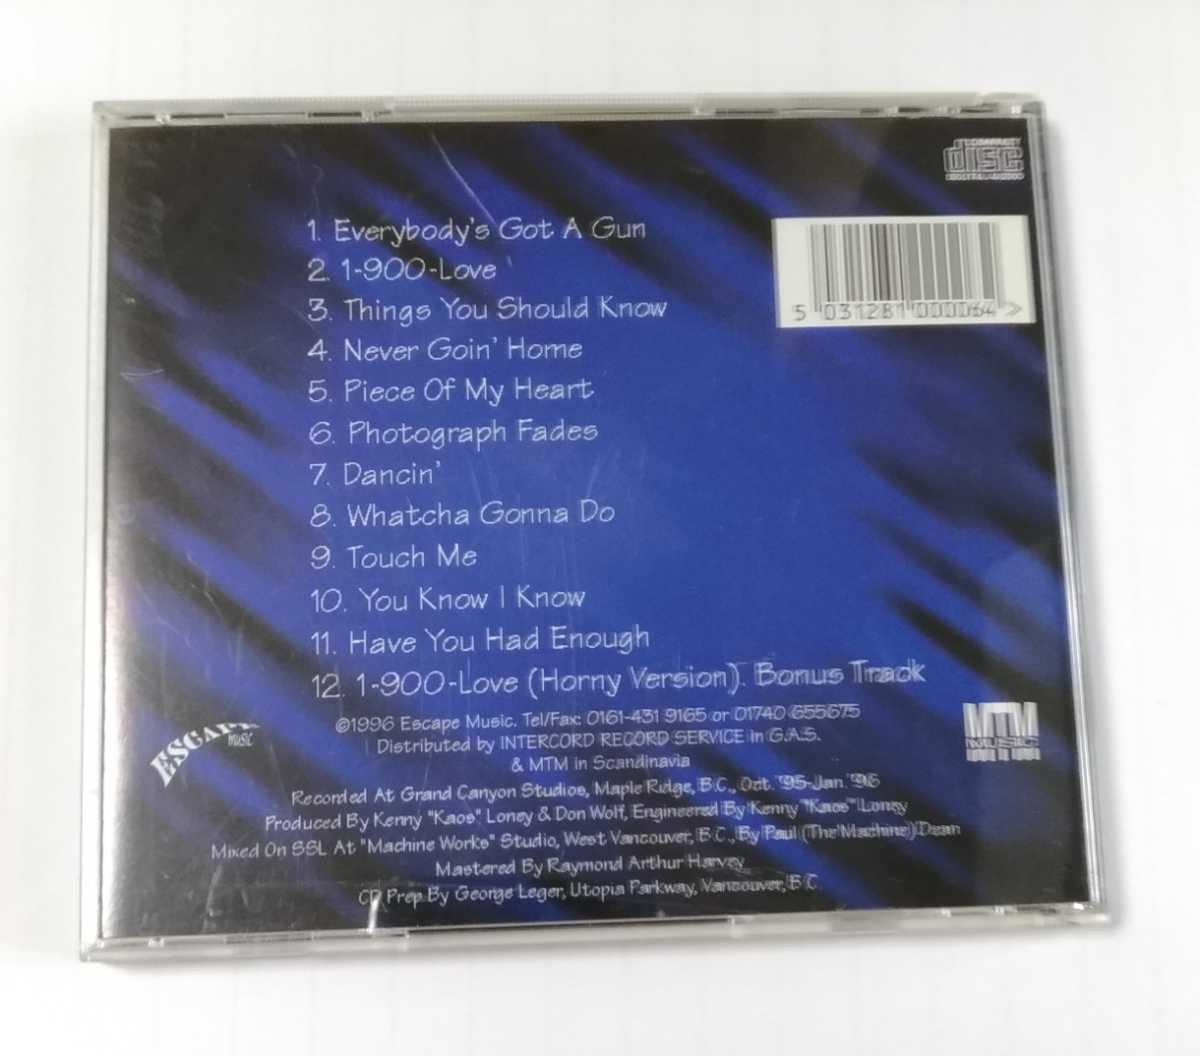 COMPACT
disc
DIGITAL AUDIO
1. Everybody's Got A Gun
2. 1-900-Love
3. Things You Should Know
4. Never Goin' Home
5. Piece Of My Heart
6. Photograph Fades
7. Dancin'
8. Whatcha Gonna Do
9. Touch Me
10. You Know I Know
11. Have You Had Enough
12. 1-900-Love (Horny Version). Bonus Track
5 031281 000064 >
©1996 Escape Music. Tel/Fax: 0161-431 9165 or 01740 655675
Distributed by INTERCORD RECORD SERVICE in G.A.S.
& MTM in Scandinavia
ESCAPE
MUSIC
MTM
MUSIC
Recorded At Grand Canyon Studios, Maple Ridge, B.C., Oct. '95-Jan. '96
Produced By Kenny "Kaos" Loney & Don Wolf, Engineered By Kenny "Kaos" Loney
Mixed On SSL At "Machine Works" Studio, West Vancouver, B.C., By Paul (The Machine) Dean
Mastered By Raymond Arthur Harvey
CD Prep By George Leger, Utopia Parkway, Vancouver, B.C.